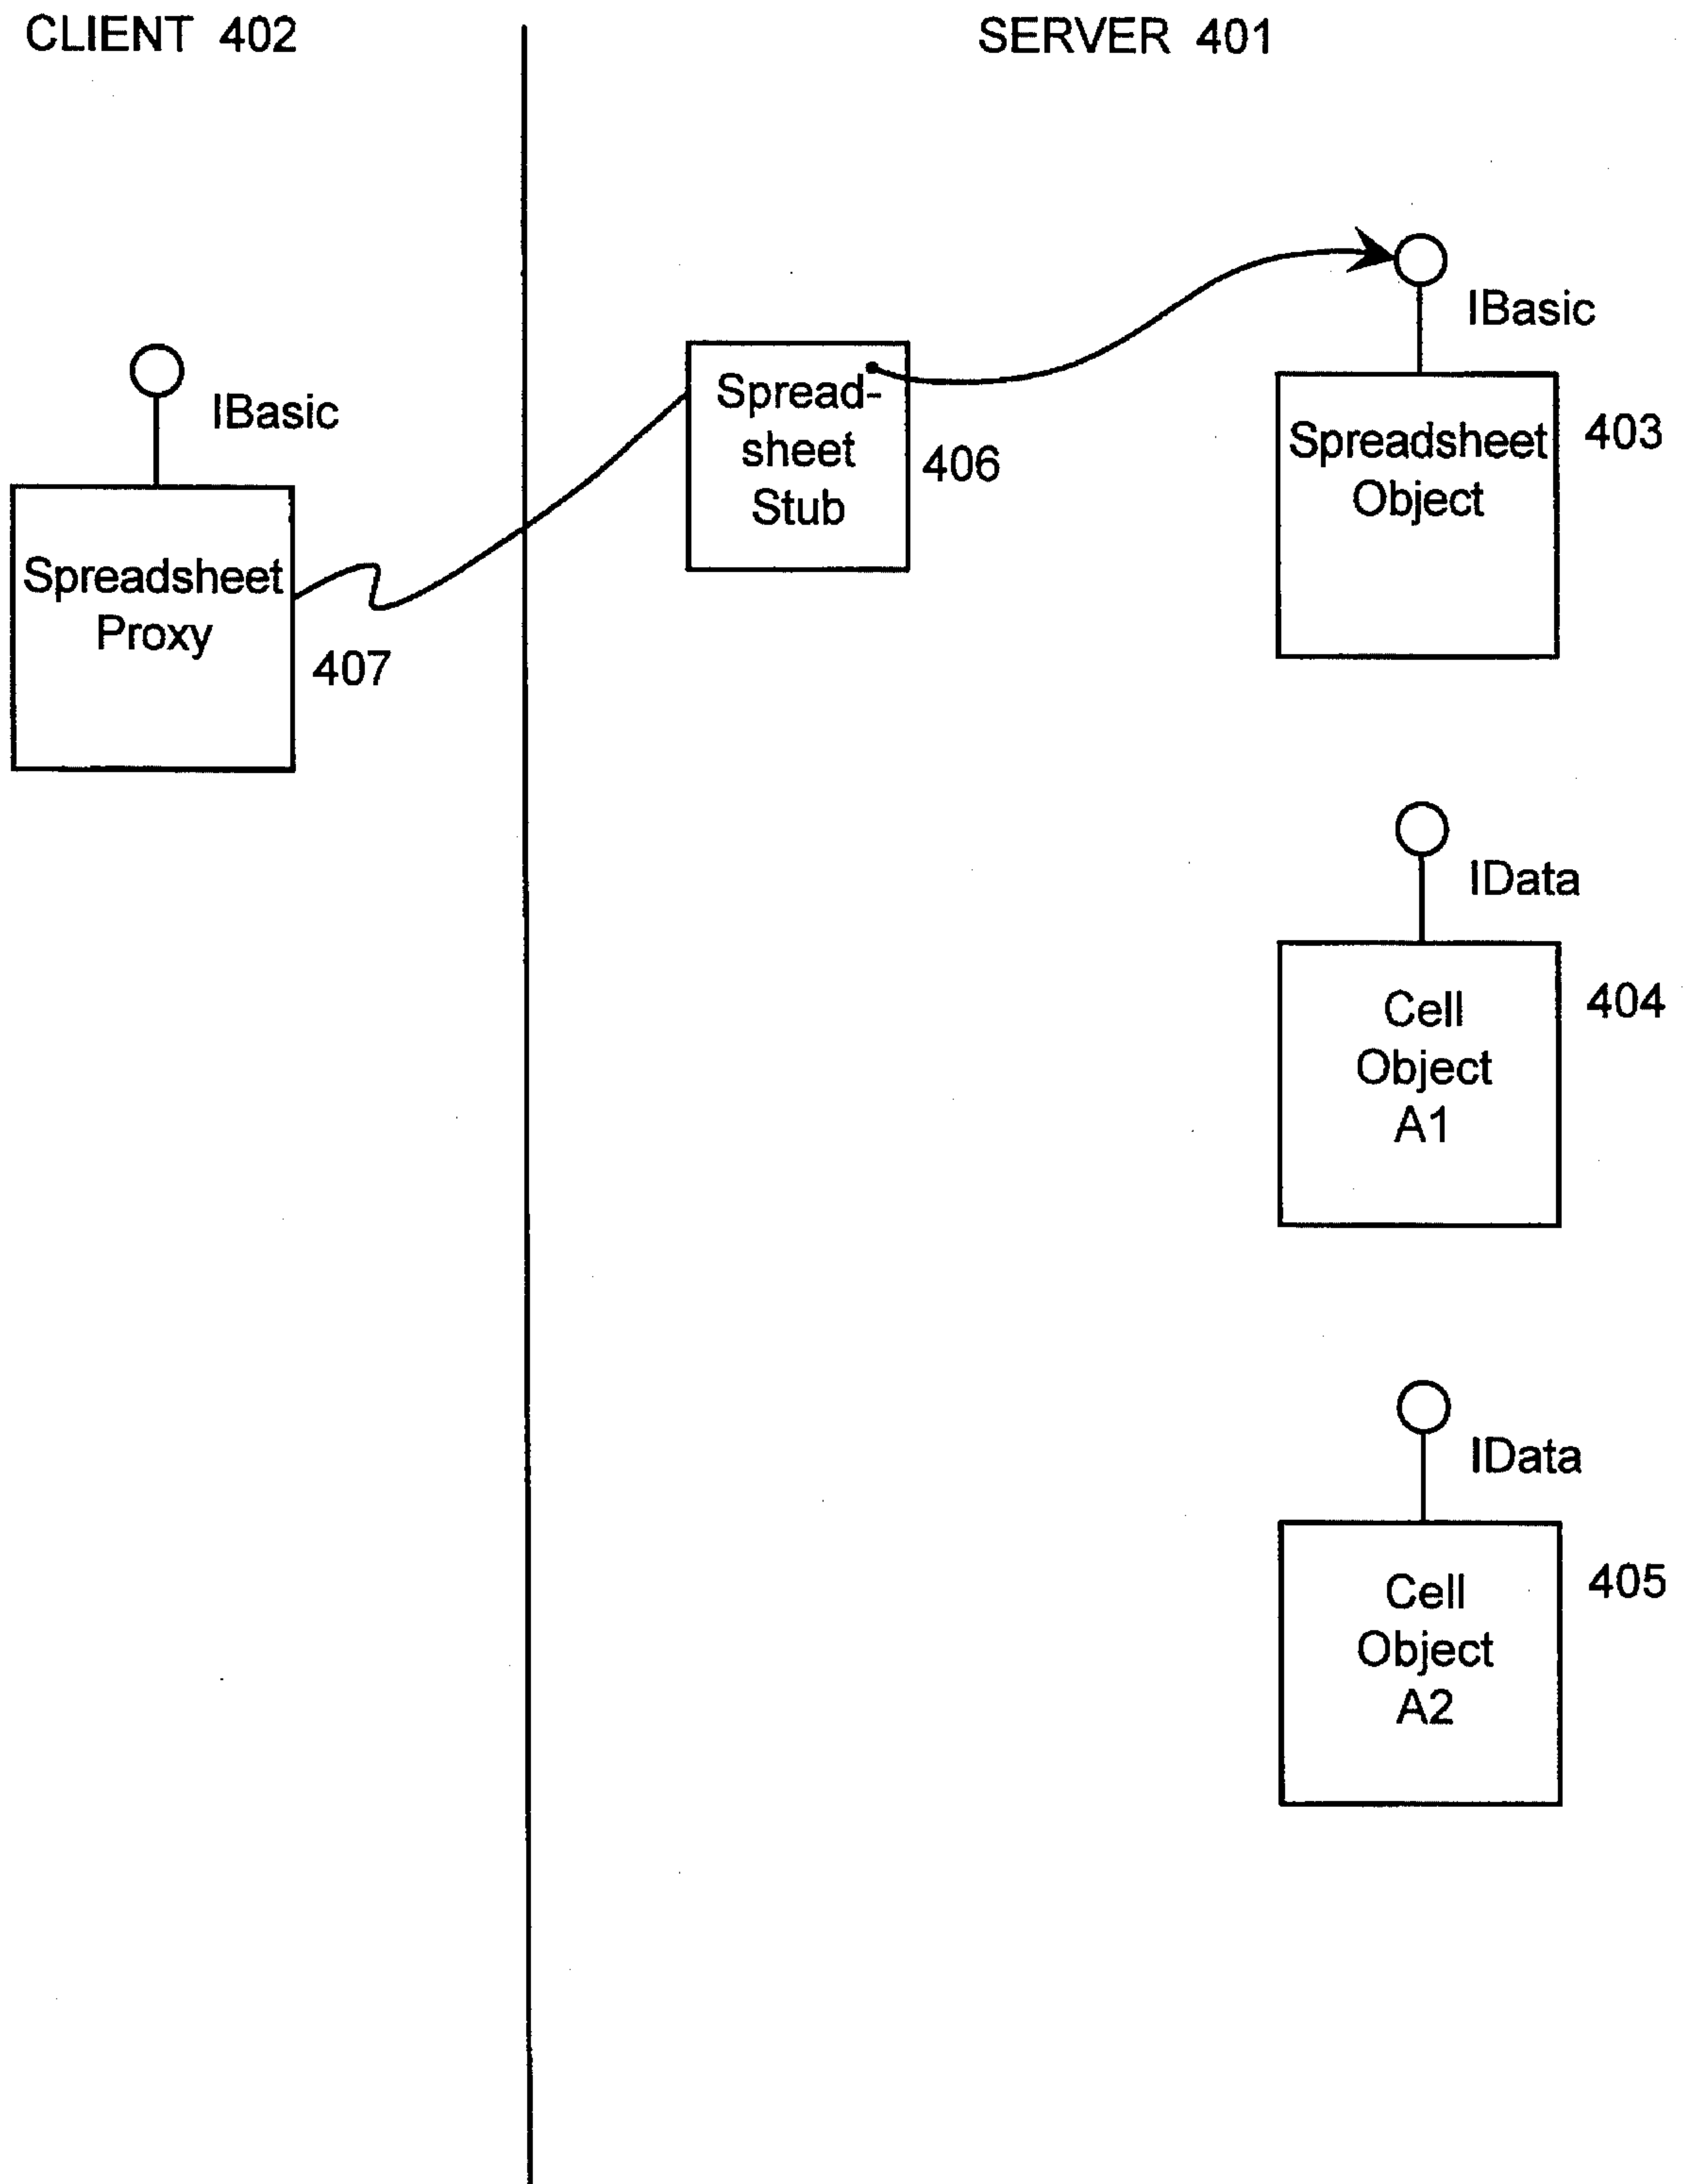 CLIENT 402
SERVER 401
IBasic
Spreadsheet
Proxy
407
Spread-
sheet
Stub
406
IBasic
Spreadsheet
Object
403
IData
Cell
Object
A1
404
IData
Cell
Object
A2
405